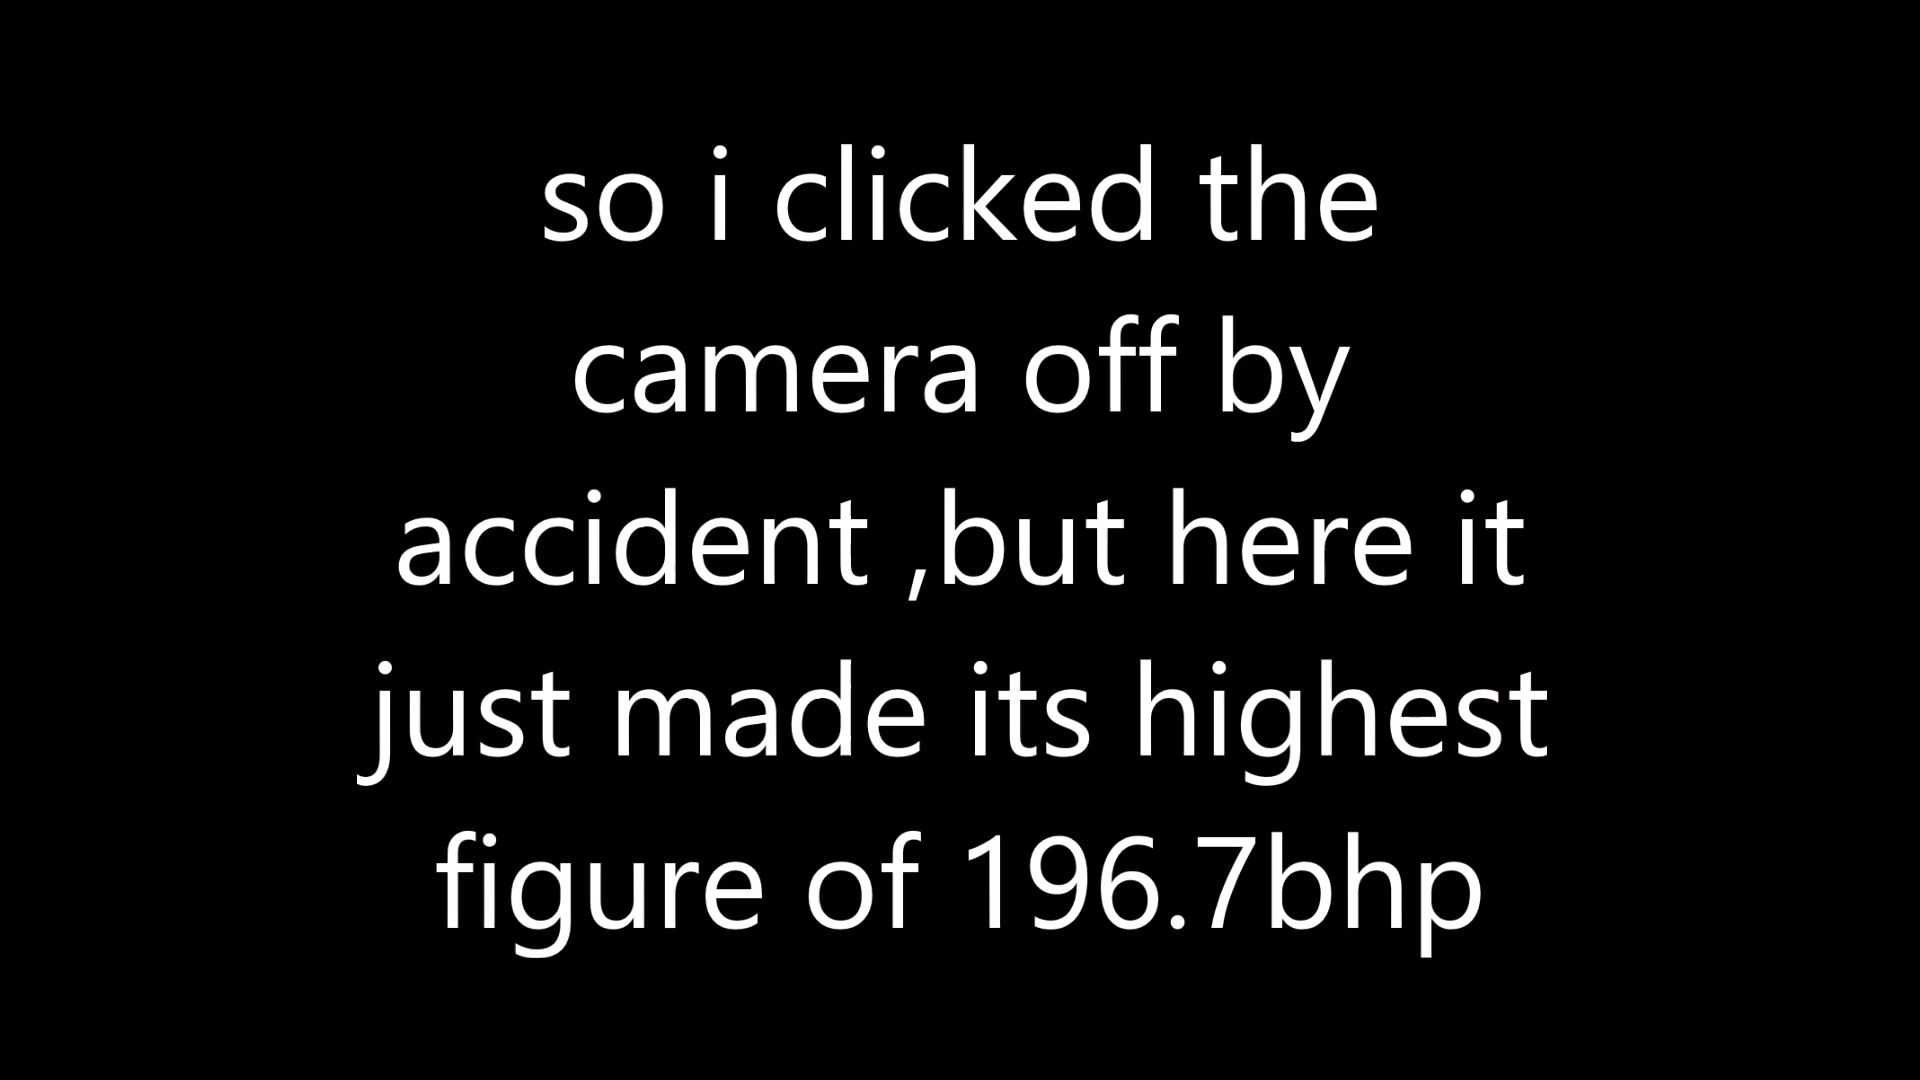 so i clicked the
camera off by
accident ,but here it
just made its highest
figure of 196.7bhp